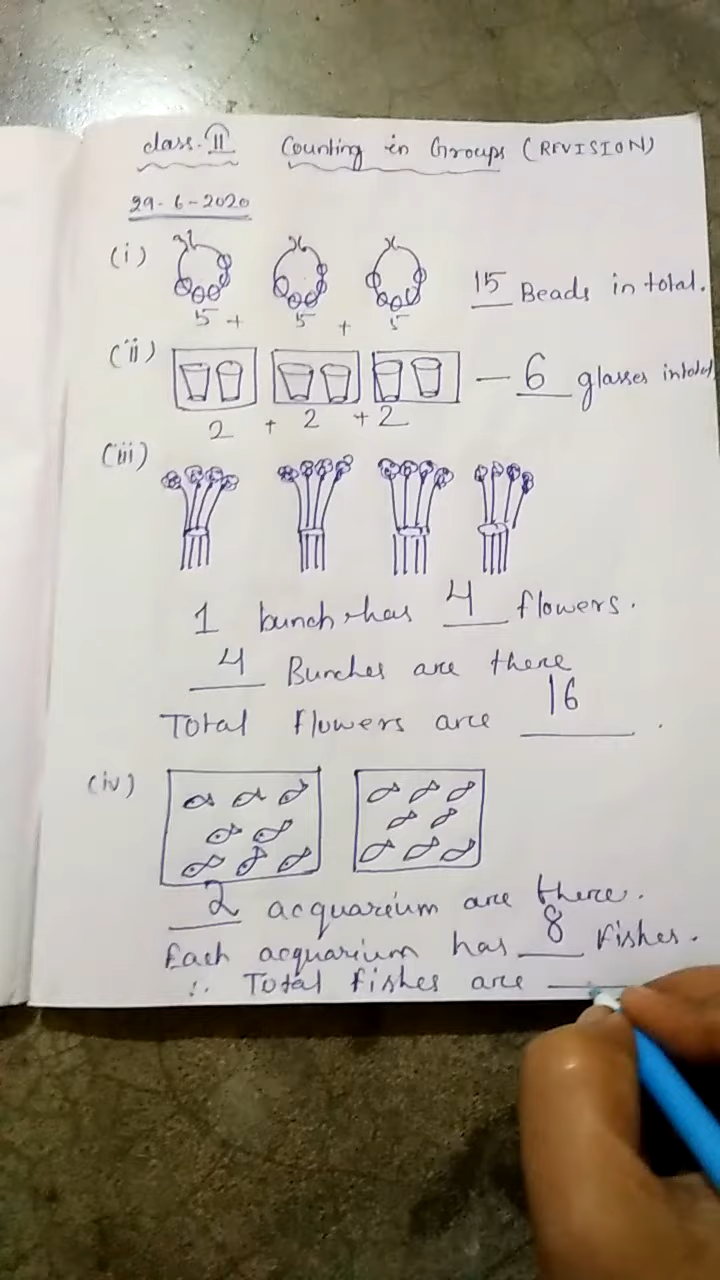 class-II Counting in Groups (REVISION)
29-6-2020
(i) 15 Beads in total.
5 + 5 + 5
(ii) — 6 glasses in total
2 + 2 + 2
(iii)
1 bunch has 4 flowers.
4 Bunches are there
Total flowers are 16.
(iv)
2 acquarium are there.
Each acquarium has 8 Fishes.
∴ Total fishes are